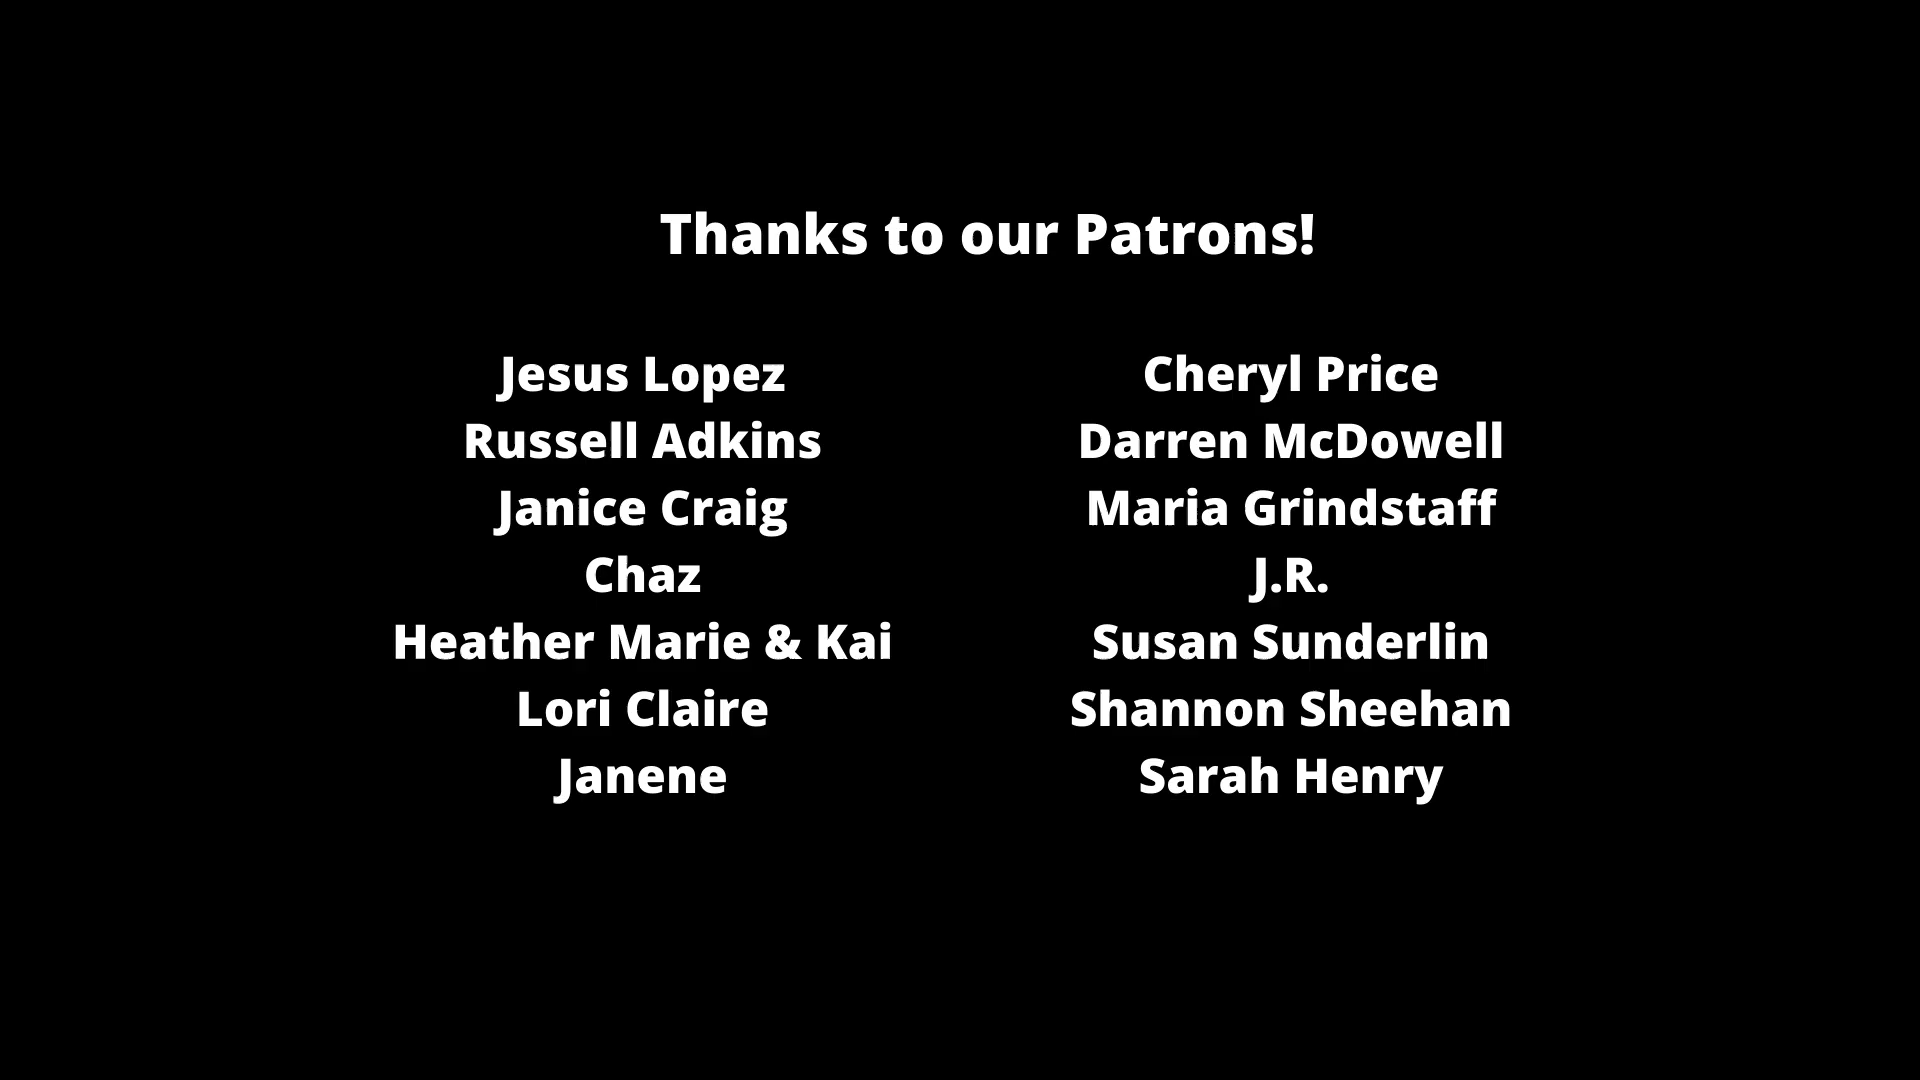 Thanks to our Patrons!
Jesus Lopez
Russell Adkins
Janice Craig
Chaz
Heather Marie & Kai
Lori Claire
Janene
Cheryl Price
Darren McDowell
Maria Grindstaff
J.R.
Susan Sunderlin
Shannon Sheehan
Sarah Henry